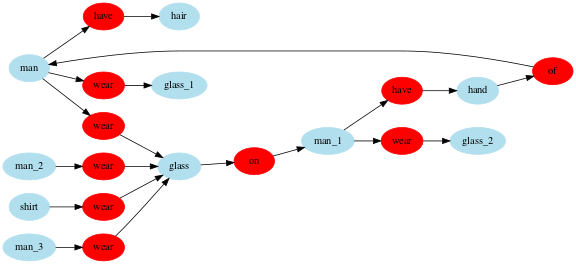 have
hair
man
wear
glass_1
of
have
hand
wear
man_1
wear
glass_2
man_2
wear
glass
on
shirt
wear
man_3
wear